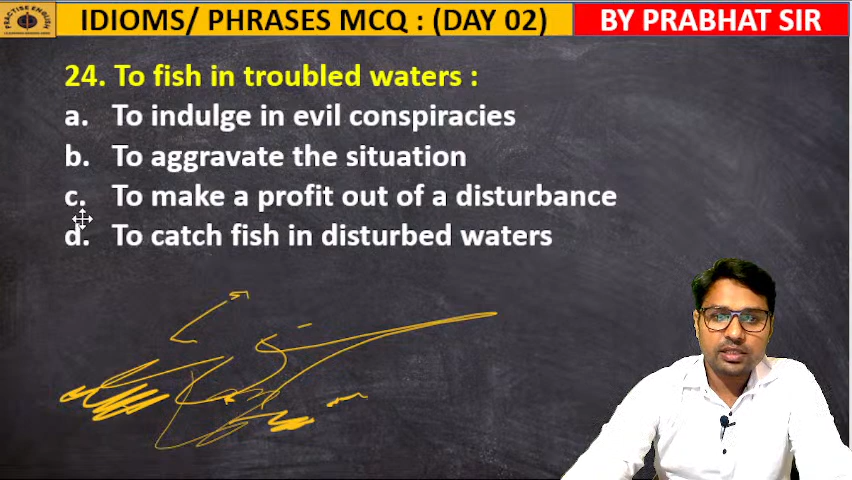 IDIOMS/ PHRASES MCQ : (DAY 02)
BY PRABHAT SIR
24. To fish in troubled waters :
a. To indulge in evil conspiracies
b. To aggravate the situation
c. To make a profit out of a disturbance
d. To catch fish in disturbed waters